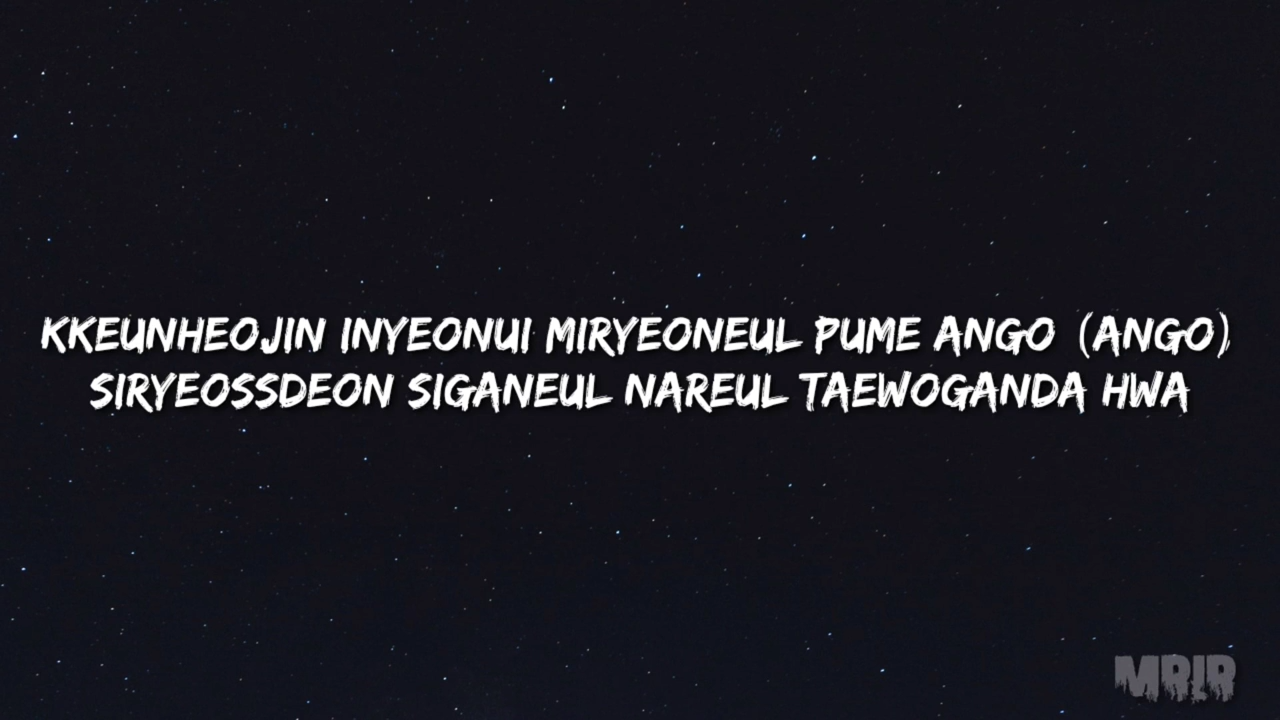 KKEUNHEOJIN INYEONUI MIRYEONEUL PUME ANGO (ANGO)
SIRYEOSSDEON SIGANEUL NAREUL TAEWOGANDA HWA
MRIR